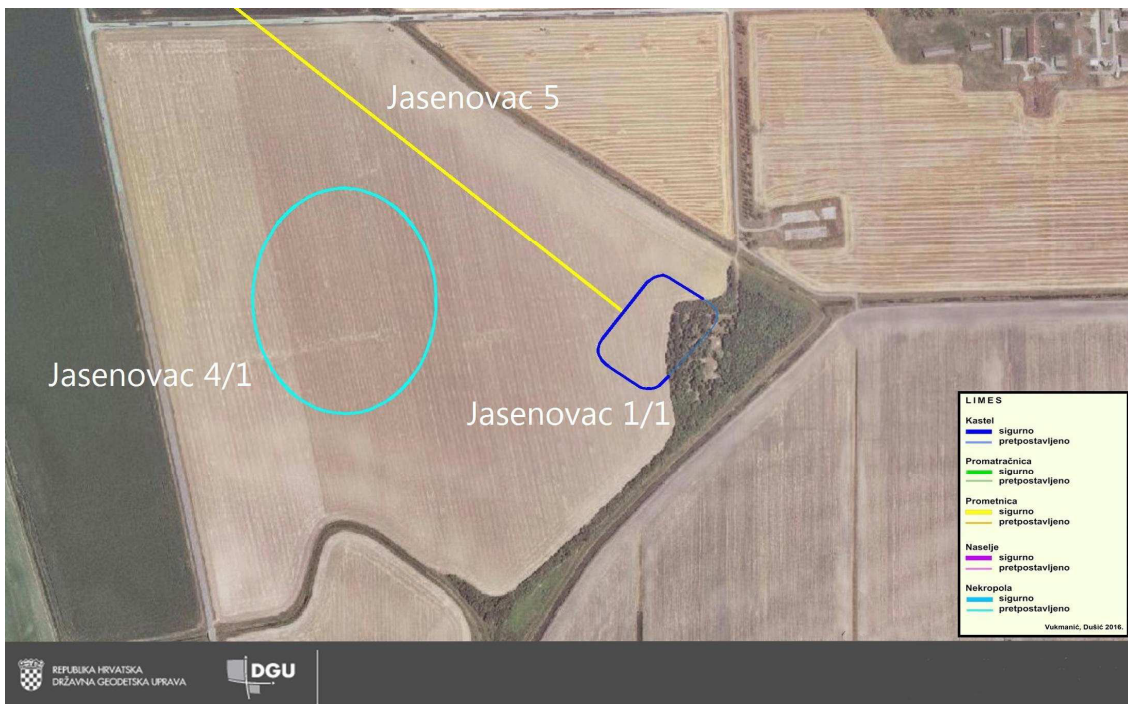 Jasenovac 5
Jasenovac 4/1
Jasenovac 1/1
LIMES
Kastel
sigurno
pretpostavljeno
Promatračnica
sigurno
pretpostavljeno
Prometnica
sigurno
pretpostavljeno
Naselje
sigurno
pretpostavljeno
Nekropola
sigurno
pretpostavljeno
Vukmanić, Dušić 2016.
REPUBLIKA HRVATSKA
DRŽAVNA GEODETSKA UPRAVA
DGU